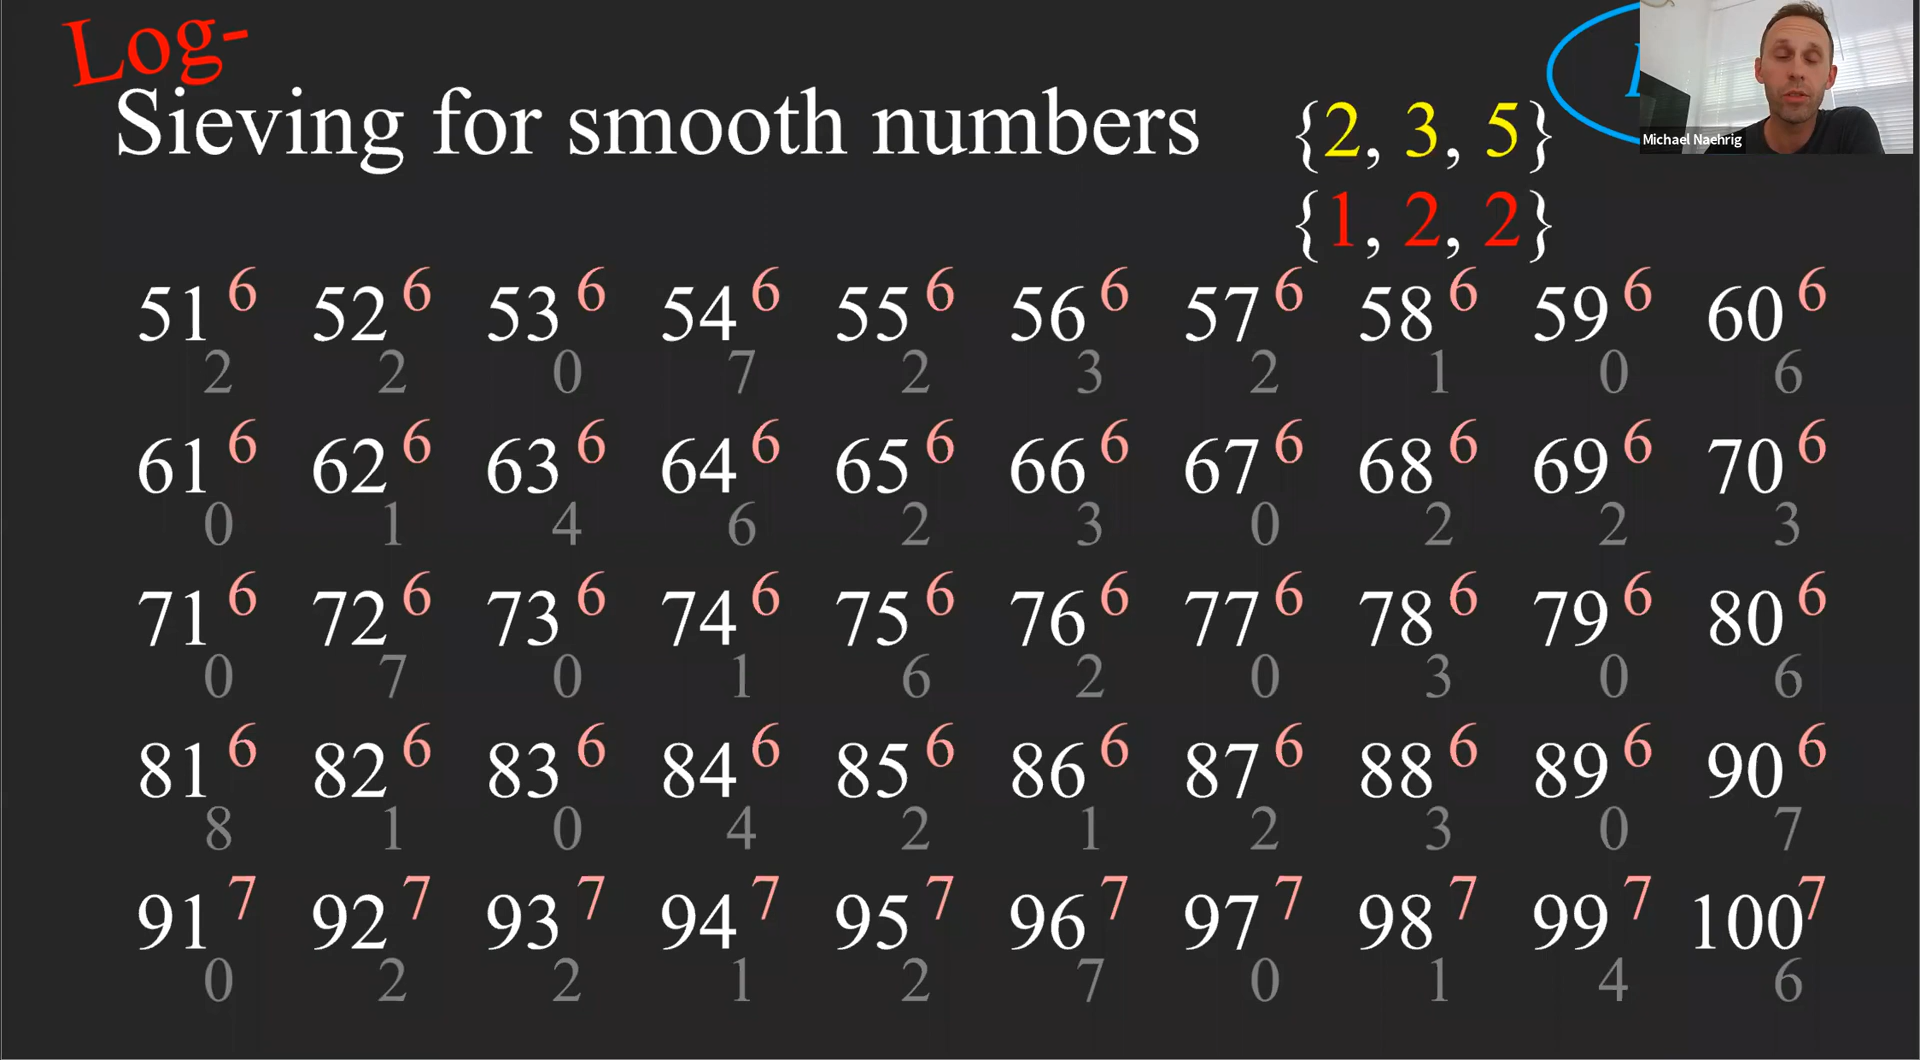 Log-
Sieving for smooth numbers
{2, 3, 5}
{1, 2, 2}
Michael Naehrig
51 6 52 6 53 6 54 6 55 6 56 6 57 6 58 6 59 6 60 6
2 2 0 7 2 3 2 1 0 6
61 6 62 6 63 6 64 6 65 6 66 6 67 6 68 6 69 6 70 6
0 1 4 6 2 3 0 2 2 3
71 6 72 6 73 6 74 6 75 6 76 6 77 6 78 6 79 6 80 6
0 7 0 1 6 2 0 3 0 6
81 6 82 6 83 6 84 6 85 6 86 6 87 6 88 6 89 6 90 6
8 1 0 4 2 1 2 3 0 7
91 7 92 7 93 7 94 7 95 7 96 7 97 7 98 7 99 7 100 7
0 2 2 1 2 7 0 1 4 6